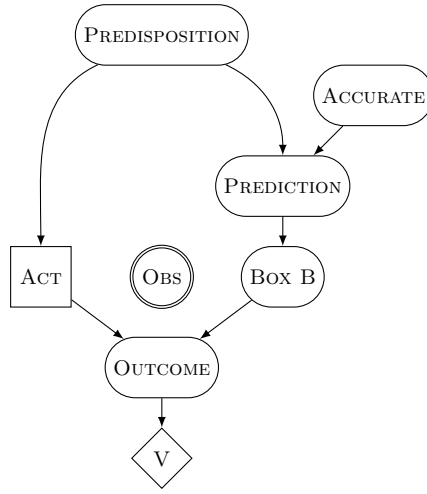 PREDISPOSITION
ACCURATE
PREDICTION
ACT
OBS
BOX B
OUTCOME
V